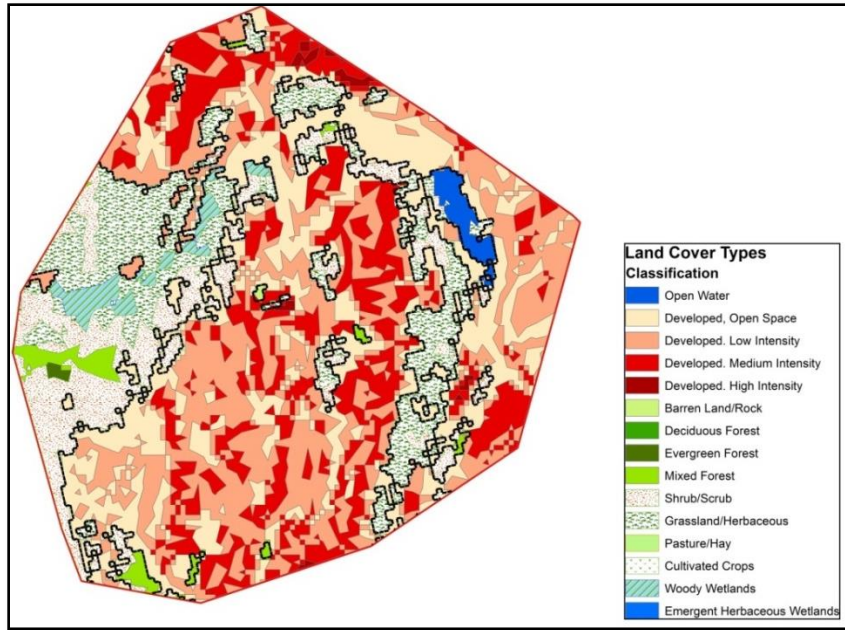 Land Cover Types
Classification
Open Water
Developed, Open Space
Developed. Low Intensity
Developed. Medium Intensity
Developed. High Intensity
Barren Land/Rock
Deciduous Forest
Evergreen Forest
Mixed Forest
Shrub/Scrub
Grassland/Herbaceous
Pasture/Hay
Cultivated Crops
Woody Wetlands
Emergent Herbaceous Wetlands